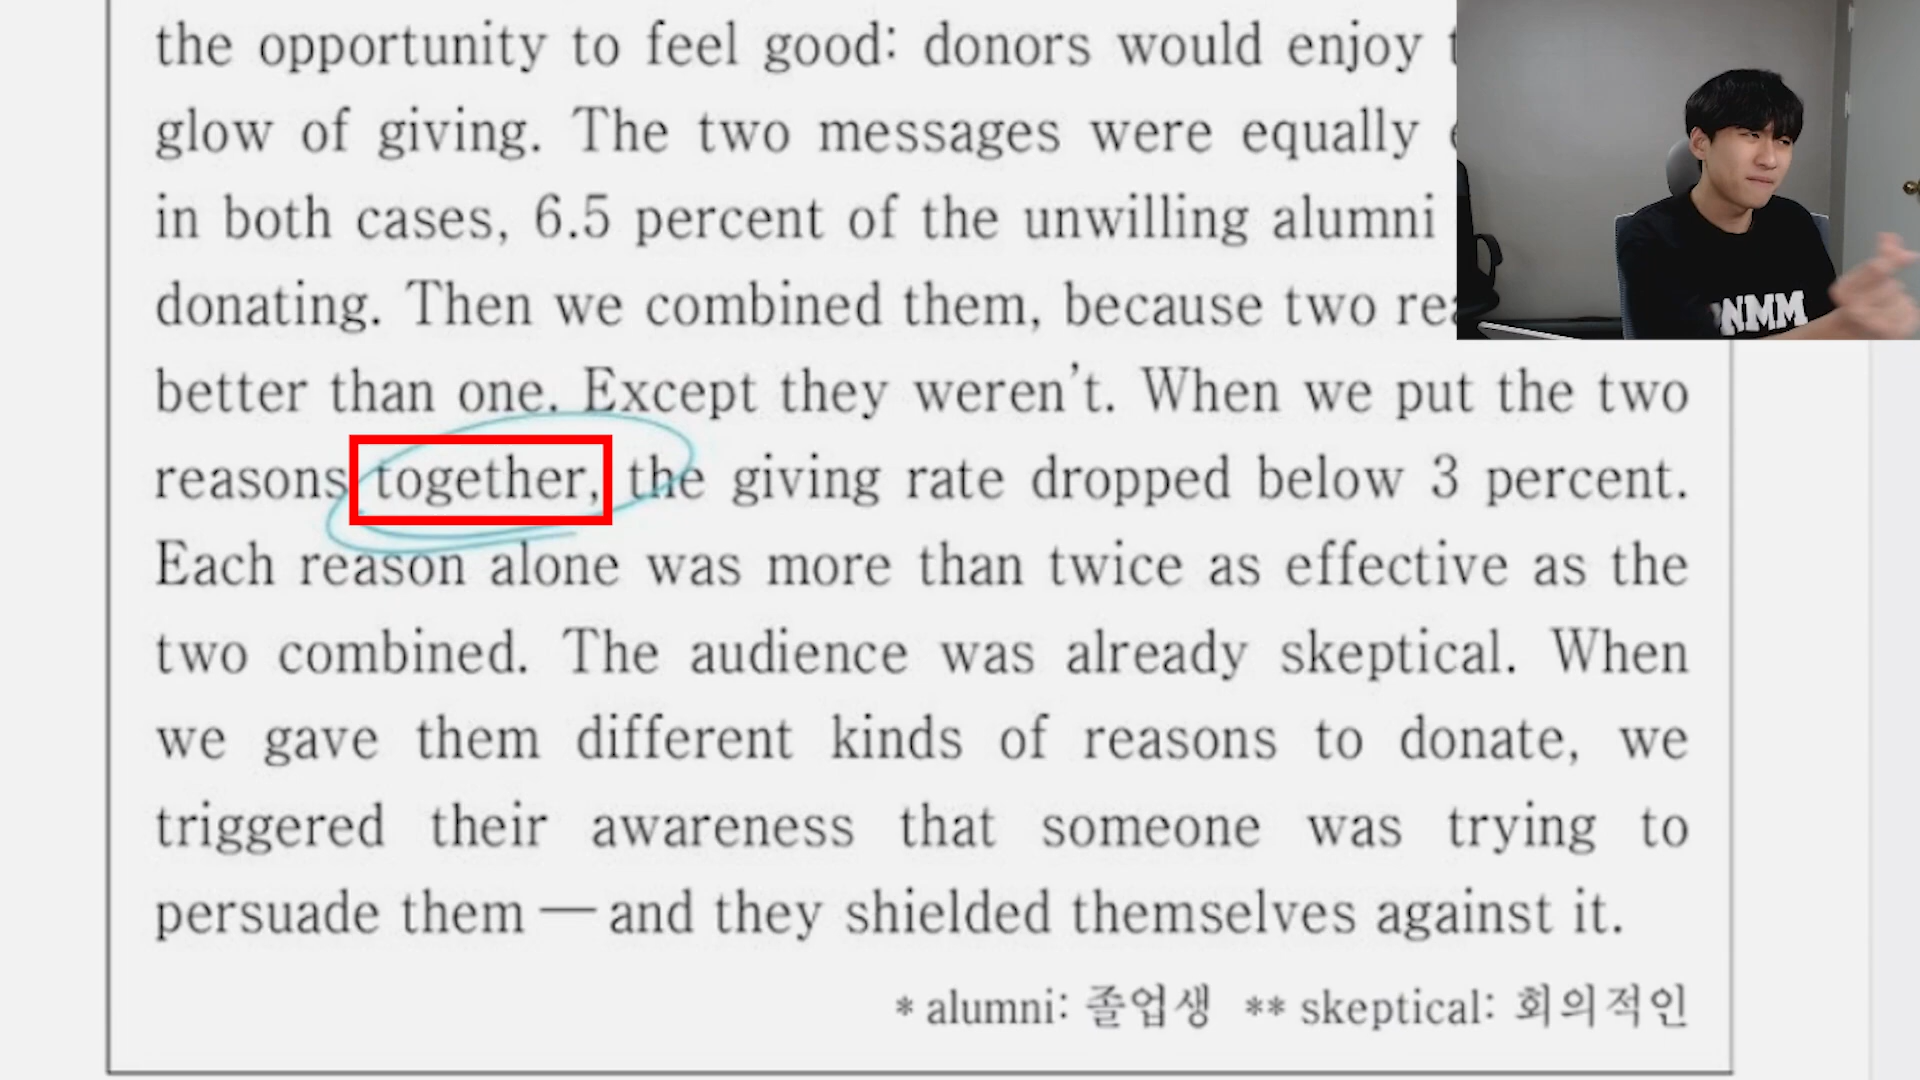 the opportunity to feel good: donors would enjoy
glow of giving. The two messages were equally
in both cases, 6.5 percent of the unwilling alumni
donating. Then we combined them, because two
better than one. Except they weren't. When we put the two
reasons together, the giving rate dropped below 3 percent.
Each reason alone was more than twice as effective as the
two combined. The audience was already skeptical. When
we gave them different kinds of reasons to donate, we
triggered their awareness that someone was trying to
persuade them — and they shielded themselves against it.
* alumni: 졸업생 ** skeptical: 회의적인
NMM